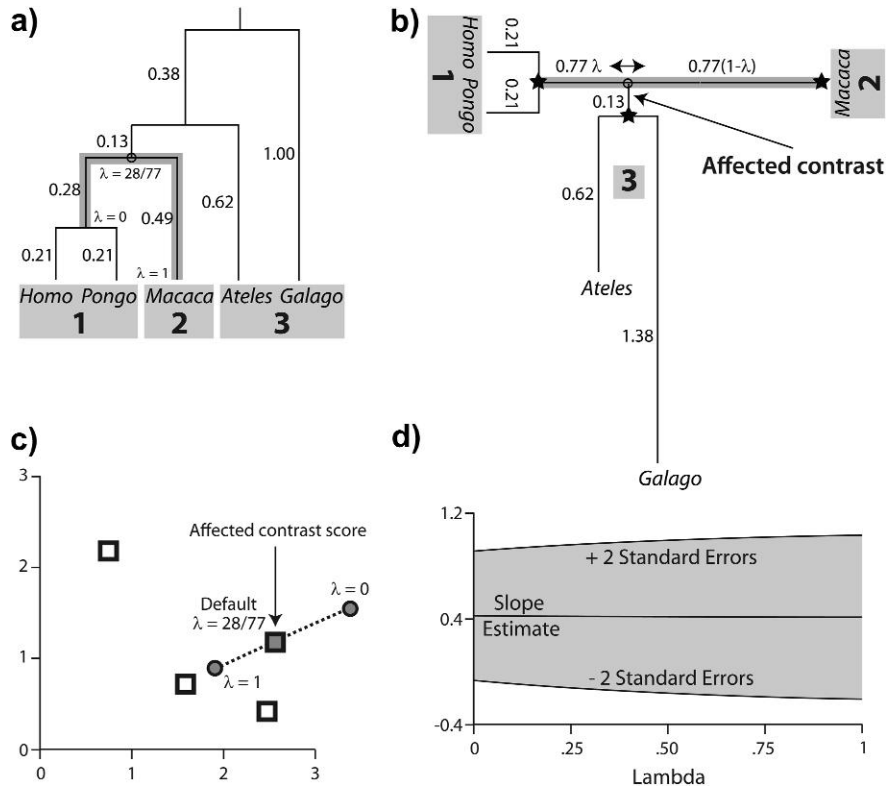 a)
0.38
0.13
λ = 28/77
1.00
0.28
λ = 0
0.49
0.62
0.21
0.21
λ = 1
Homo Pongo
Macaca
Ateles Galago
1
2
3
b)
Homo Pongo
1
0.21
0.21
0.77 λ
0.77(1-λ)
Macaca
2
0.13
Affected contrast
3
0.62
Ateles
1.38
Galago
c)
3
2
1
0
0
1
2
3
Affected contrast score
λ = 0
Default
λ = 28/77
λ = 1
d)
1.2
0.4
-0.4
+ 2 Standard Errors
Slope
Estimate
- 2 Standard Errors
0
.25
.50
.75
1
Lambda